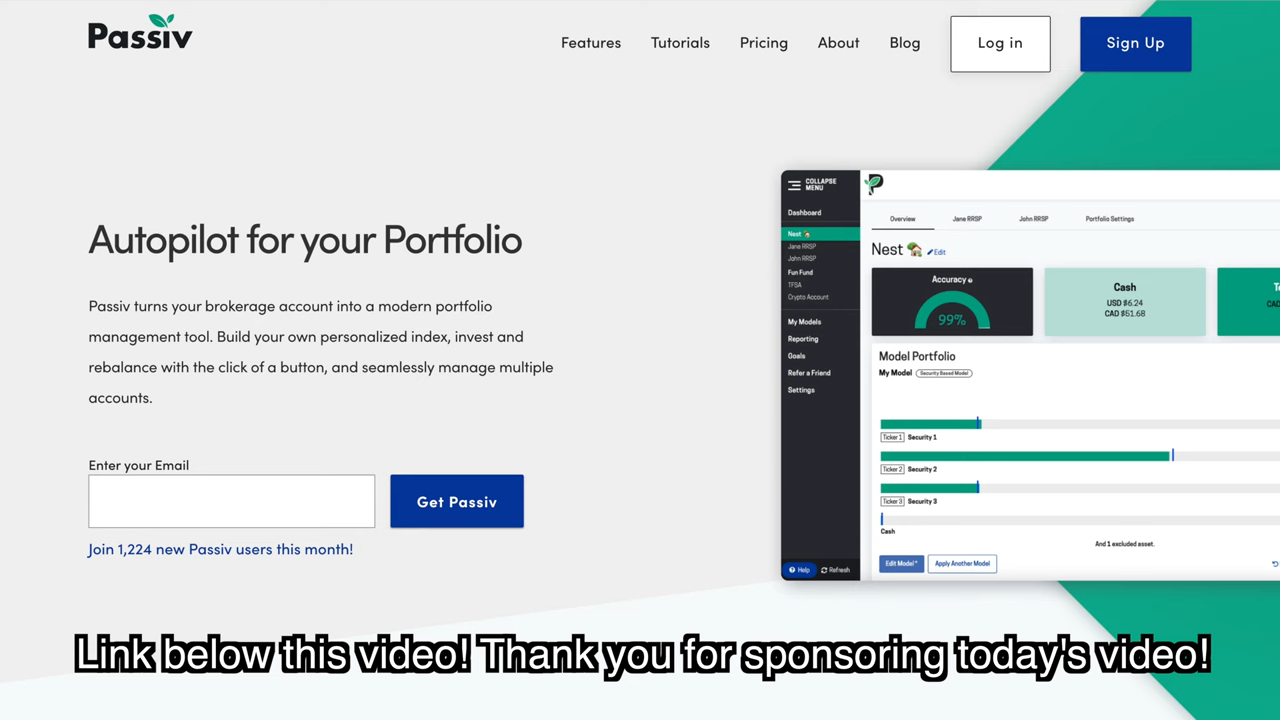 Passiv
Features Tutorials Pricing About Blog Log in Sign Up
Autopilot for your Portfolio
Passiv turns your brokerage account into a modern portfolio
management tool. Build your own personalized index, invest and
rebalance with the click of a button, and seamlessly manage multiple
accounts.
Enter your Email
Get Passiv
Join 1,224 new Passiv users this month!
COLLAPSE
MENU
Dashboard
Nest
Jane RRSP
John RRSP
Fun Fund
TFSA
Crypto Account
My Models
Reporting
Goals
Refer a Friend
Settings
Help Refresh
Overview Jane RRSP John RRSP Portfolio Settings
Nest Edit
Accuracy
99%
Cash
USD $6.24
CAD $51.68
CAD
Model Portfolio
My Model Security Based Model
Ticker 1 Security 1
Ticker 2 Security 2
Ticker 3 Security 3
Cash
And 1 excluded asset.
Edit Model Apply Another Model
Link below this video! Thank you for sponsoring today's video!